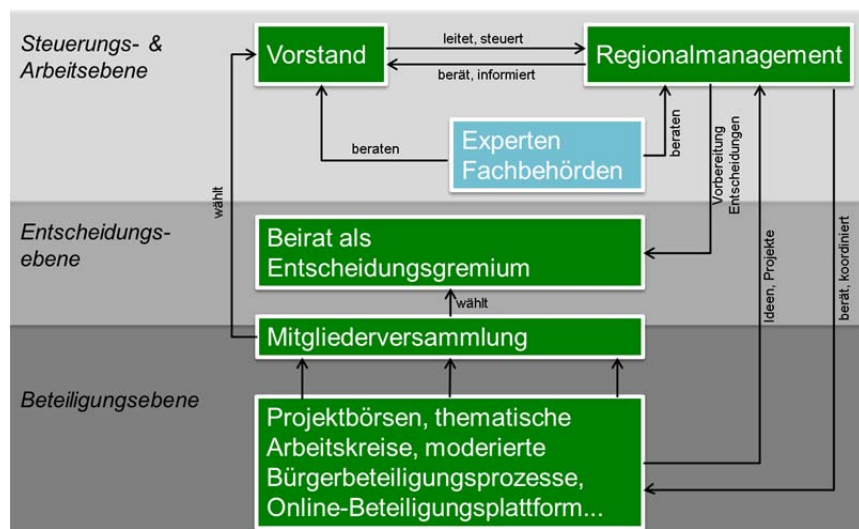 Steuerungs- &
Arbeitsebene
Vorstand
leitet, steuert
berät, informiert
Regionalmanagement
beraten
Experten
Fachbehörden
beraten
Vorbereitung
Entscheidungen
wählt
Entscheidungs-
ebene
Beirat als
Entscheidungsgremium
wählt
Ideen, Projekte
berät, koordiniert
Mitgliederversammlung
Beteiligungsebene
Projektbörsen, thematische
Arbeitskreise, moderierte
Bürgerbeteiligungsprozesse,
Online-Beteiligungsplattform...